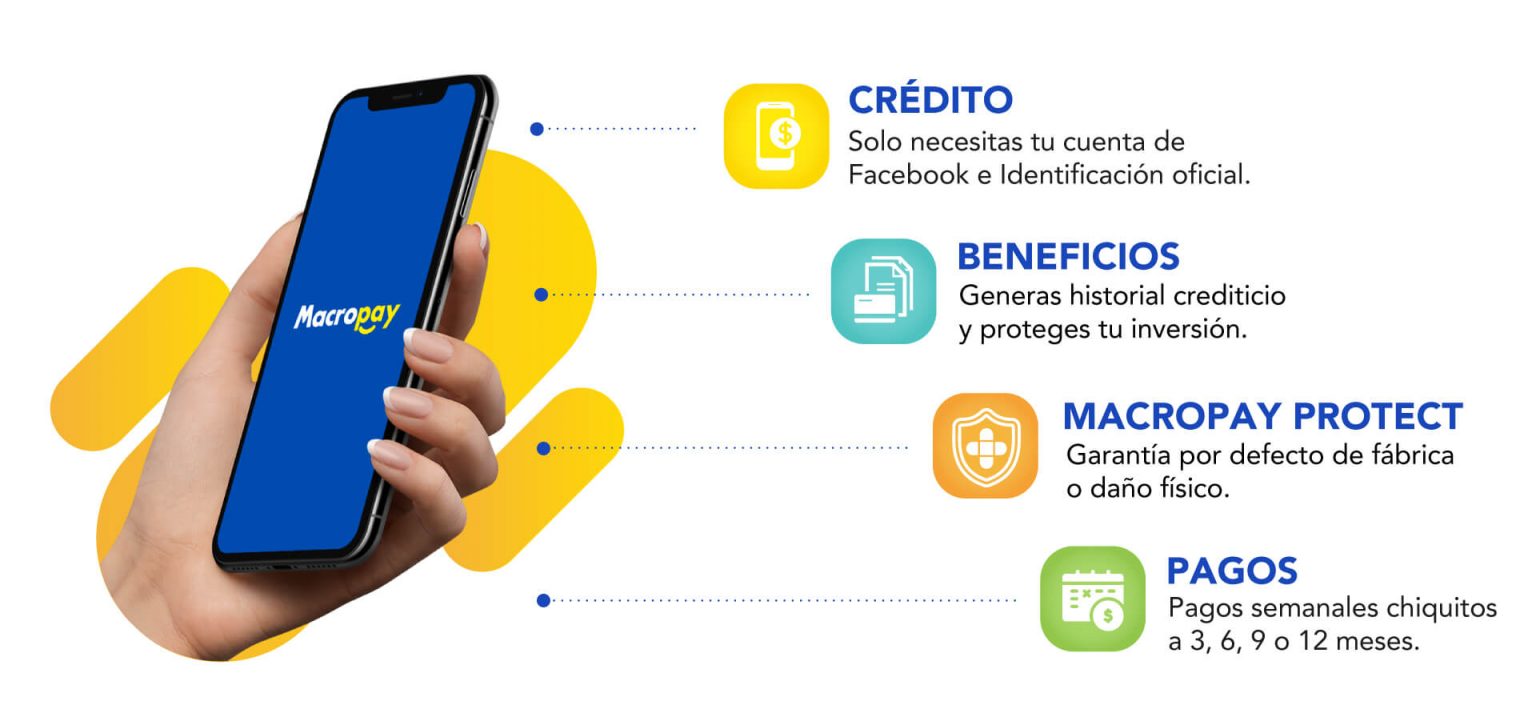 Macropay
CRÉDITO
Solo necesitas tu cuenta de
Facebook e Identificación oficial.
BENEFICIOS
Generas historial crediticio
y proteges tu inversión.
MACROPAY PROTECT
Garantía por defecto de fábrica
o daño físico.
PAGOS
Pagos semanales chiquitos
a 3, 6, 9 o 12 meses.